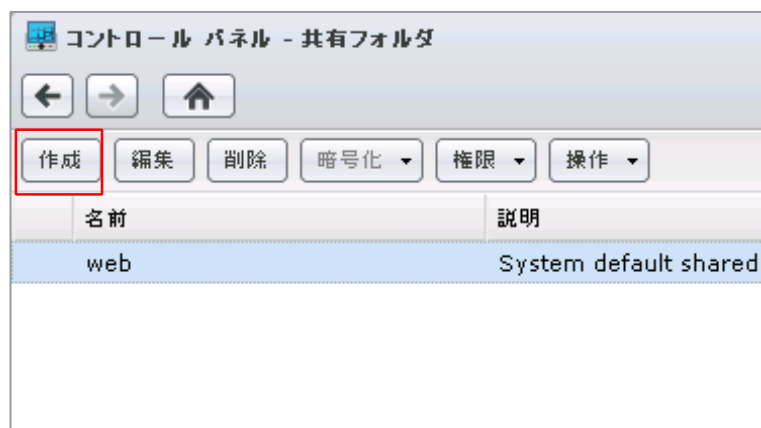 コントロール パネル - 共有フォルダ
作成 編集 削除 暗号化 権限 操作
名前 説明
web System default shared